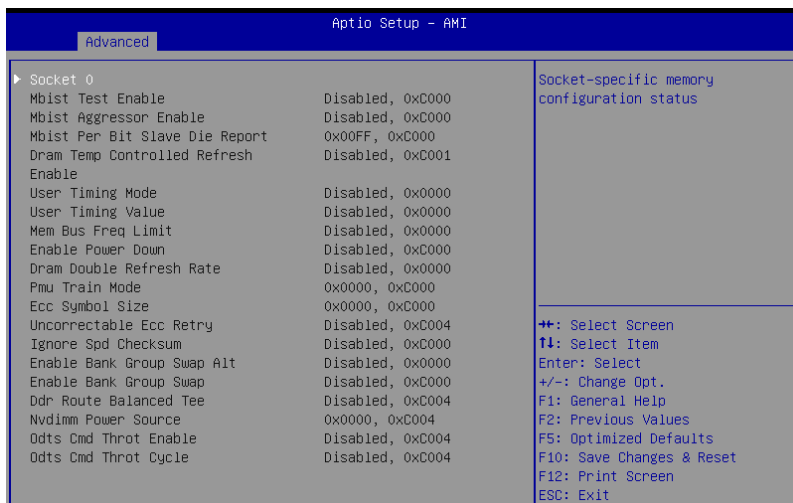 Aptio Setup - AMI
Advanced
Socket 0
Mbist Test Enable Disabled, 0xC000
Mbist Aggressor Enable Disabled, 0xC000
Mbist Per Bit Slave Die Report 0x00FF, 0xC000
Dram Temp Controlled Refresh Disabled, 0xC001
Enable
User Timing Mode Disabled, 0x0000
User Timing Value Disabled, 0x0000
Mem Bus Freq Limit Disabled, 0x0000
Enable Power Down Disabled, 0xC000
Dram Double Refresh Rate Disabled, 0x0000
Pmu Train Mode 0x0000, 0xC000
Ecc Symbol Size 0x0000, 0xC000
Uncorrectable Ecc Retry Disabled, 0xC004
Ignore Spd Checksum Disabled, 0xC000
Enable Bank Group Swap Alt Disabled, 0x0000
Enable Bank Group Swap Disabled, 0xC000
Ddr Route Balanced Tee Disabled, 0xC004
Nvdimm Power Source 0x0000, 0xC004
Odts Cmd Throt Enable Disabled, 0xC004
Odts Cmd Throt Cycle Disabled, 0xC004
Socket-specific memory
configuration status
→←: Select Screen
↑↓: Select Item
Enter: Select
+/-: Change Opt.
F1: General Help
F2: Previous Values
F5: Optimized Defaults
F10: Save Changes & Reset
F12: Print Screen
ESC: Exit